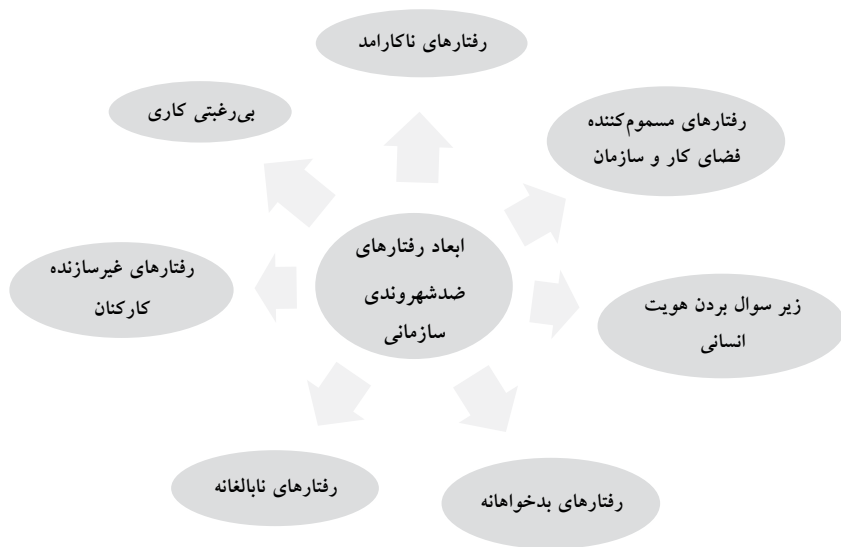 رفتارهای ناکارامد
بی‌رغبتی کاری
رفتارهای مسموم‌کننده
فضای کار و سازمان
ابعاد رفتارهای
ضدشهروندی
سازمانی
رفتارهای غیرسازنده
کارکنان
زیر سوال بردن هویت
انسانی
رفتارهای نابالغانه
رفتارهای بدخواهانه